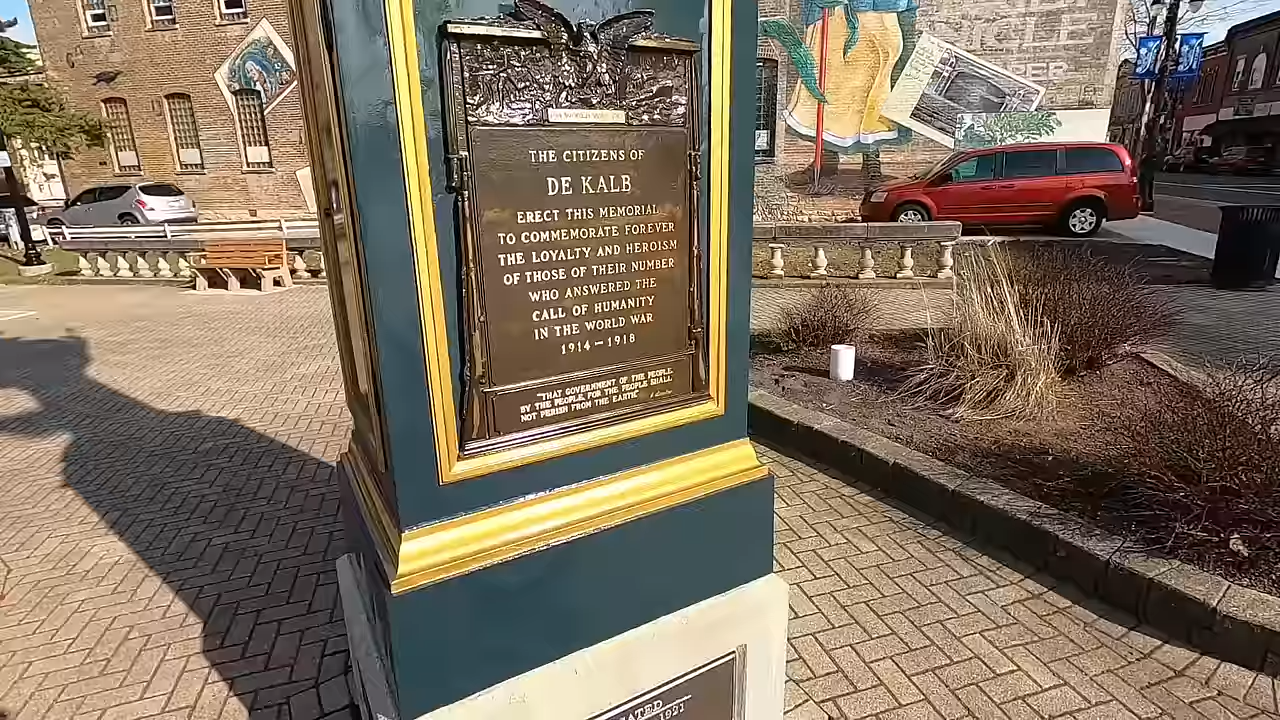 THE CITIZENS OF
DE KALB
ERECT THIS MEMORIAL
TO COMMEMORATE FOREVER
THE LOYALTY AND HEROISM
OF THOSE OF THEIR NUMBER
WHO ANSWERED THE
CALL OF HUMANITY
IN THE WORLD WAR
1914 – 1918
"THAT GOVERNMENT OF THE PEOPLE,
BY THE PEOPLE, FOR THE PEOPLE SHALL
NOT PERISH FROM THE EARTH"
1921